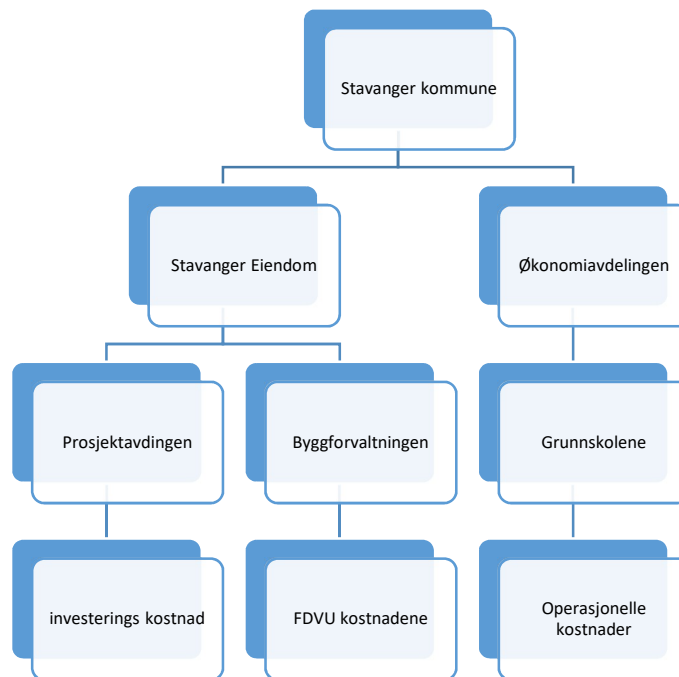 Stavanger kommune
Stavanger Eiendom
Økonomiavdelingen
Prosjektavdingen
Byggforvaltningen
Grunnskolene
investerings kostnad
FDVU kostnadene
Operasjonelle
kostnader